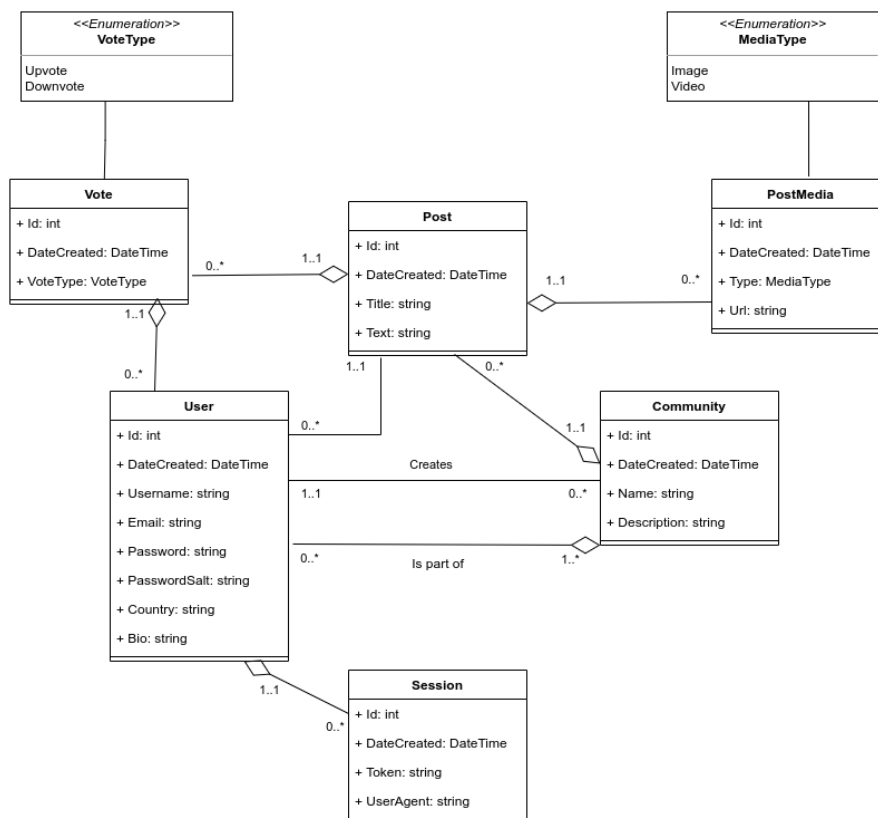 <<Enumeration>>
VoteType
Upvote
Downvote
<<Enumeration>>
MediaType
Image
Video
Vote
+ Id: int
+ DateCreated: DateTime
+ VoteType: VoteType
Post
+ Id: int
+ DateCreated: DateTime
+ Title: string
+ Text: string
PostMedia
+ Id: int
+ DateCreated: DateTime
+ Type: MediaType
+ Url: string
0..*
1..1
1..1
0..*
1..1
0..*
1..1
0..*
0..*
1..1
User
+ Id: int
+ DateCreated: DateTime
+ Username: string
+ Email: string
+ Password: string
+ PasswordSalt: string
+ Country: string
+ Bio: string
Community
+ Id: int
+ DateCreated: DateTime
+ Name: string
+ Description: string
Creates
1..1
0..*
0..*
Is part of
1..*
1..1
0..*
Session
+ Id: int
+ DateCreated: DateTime
+ Token: string
+ UserAgent: string